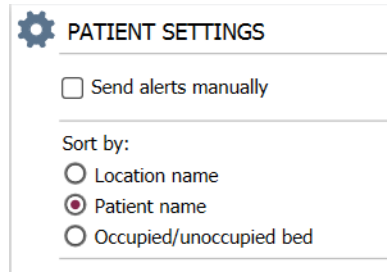 PATIENT SETTINGS
Send alerts manually
Sort by:
Location name
Patient name
Occupied/unoccupied bed